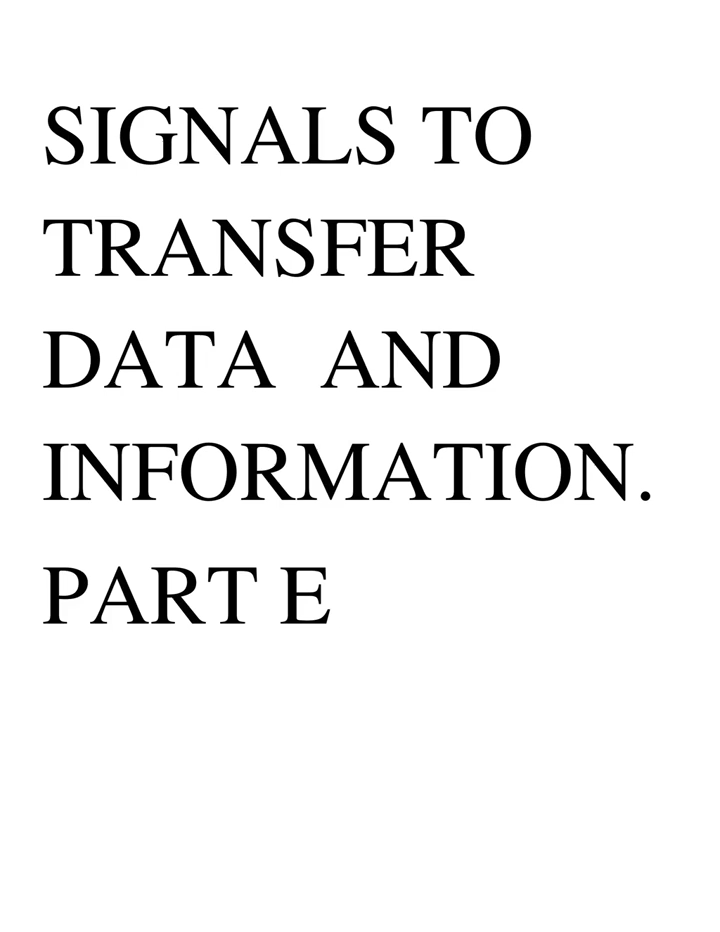 SIGNALS TO
TRANSFER
DATA  AND
INFORMATION.
PART E